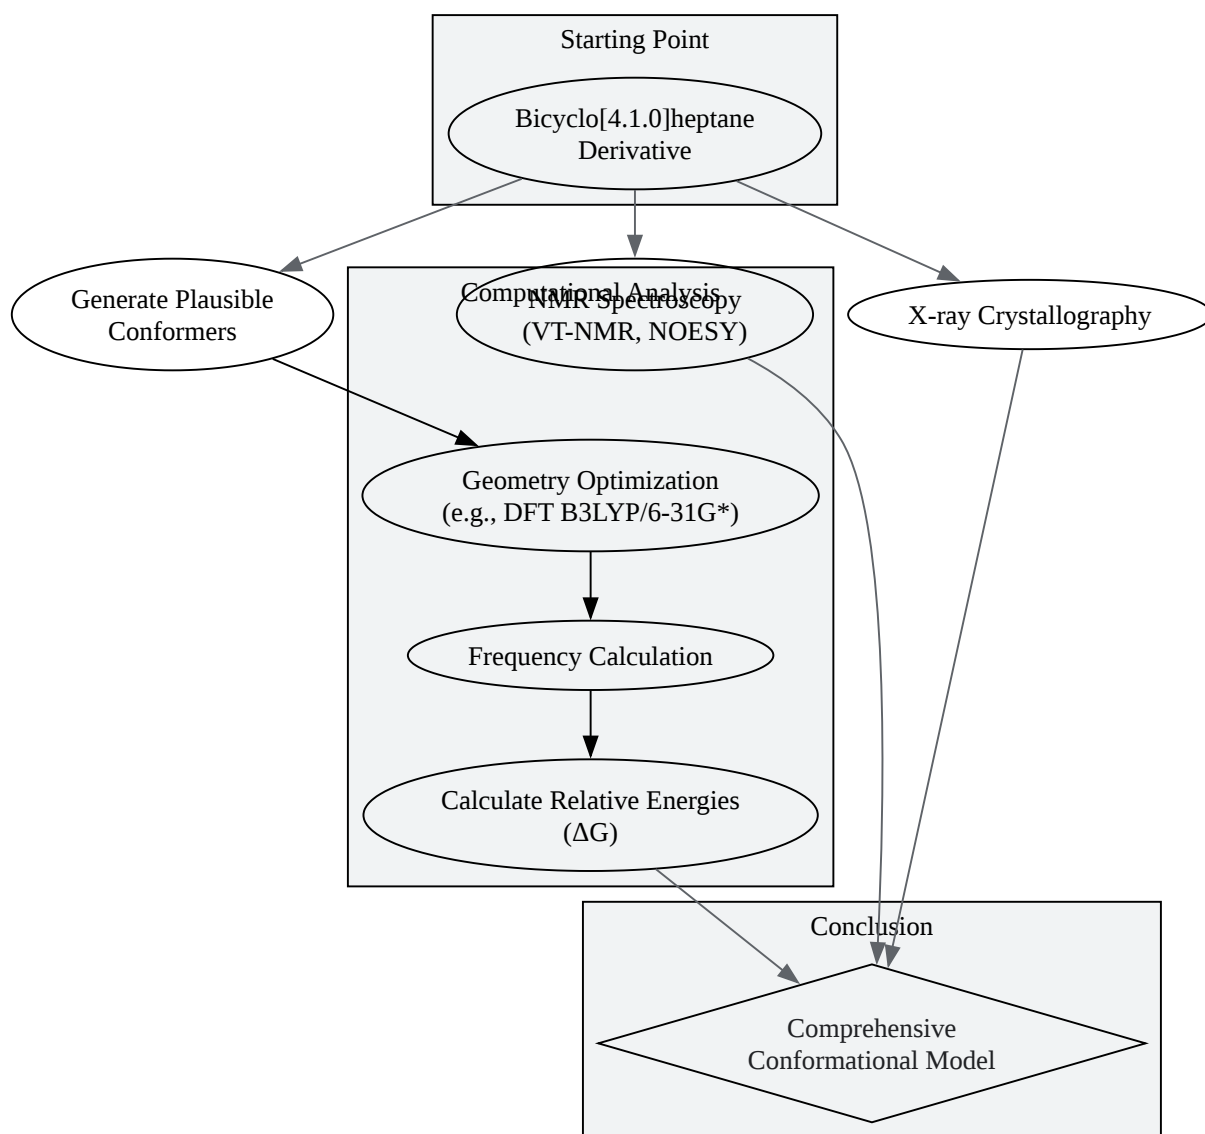 Starting Point
Bicyclo[4.1.0]heptane
Derivative
Generate Plausible
Conformers
Computational Analysis
NMR Spectroscopy
(VT-NMR, NOESY)
X-ray Crystallography
Geometry Optimization
(e.g., DFT B3LYP/6-31G*)
Frequency Calculation
Calculate Relative Energies
(ΔG)
Conclusion
Comprehensive
Conformational Model